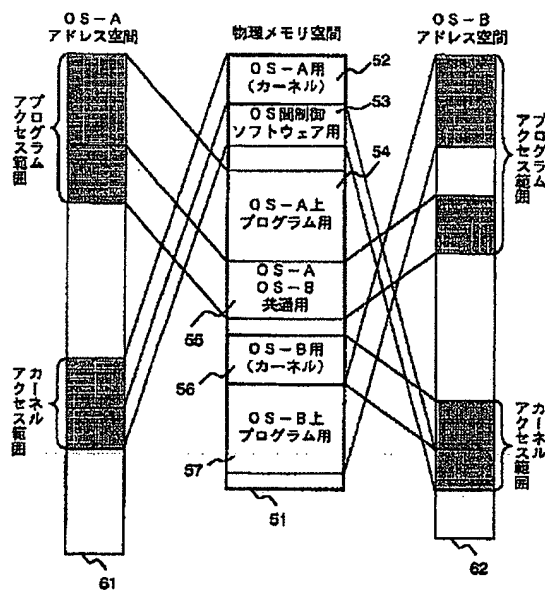 OS-A
アドレス空間
物理メモリ空間
OS-B
アドレス空間
プログラム
アクセス範囲
カーネル
アクセス範囲
61
OS-A用
(カーネル)
52
OS間制御
ソフトウェア用
53
54
OS-A上
プログラム用
OS-A
OS-B
共通用
55
OS-B用
(カーネル)
56
OS-B上
プログラム用
57
51
プログラム
アクセス範囲
カーネル
アクセス範囲
62